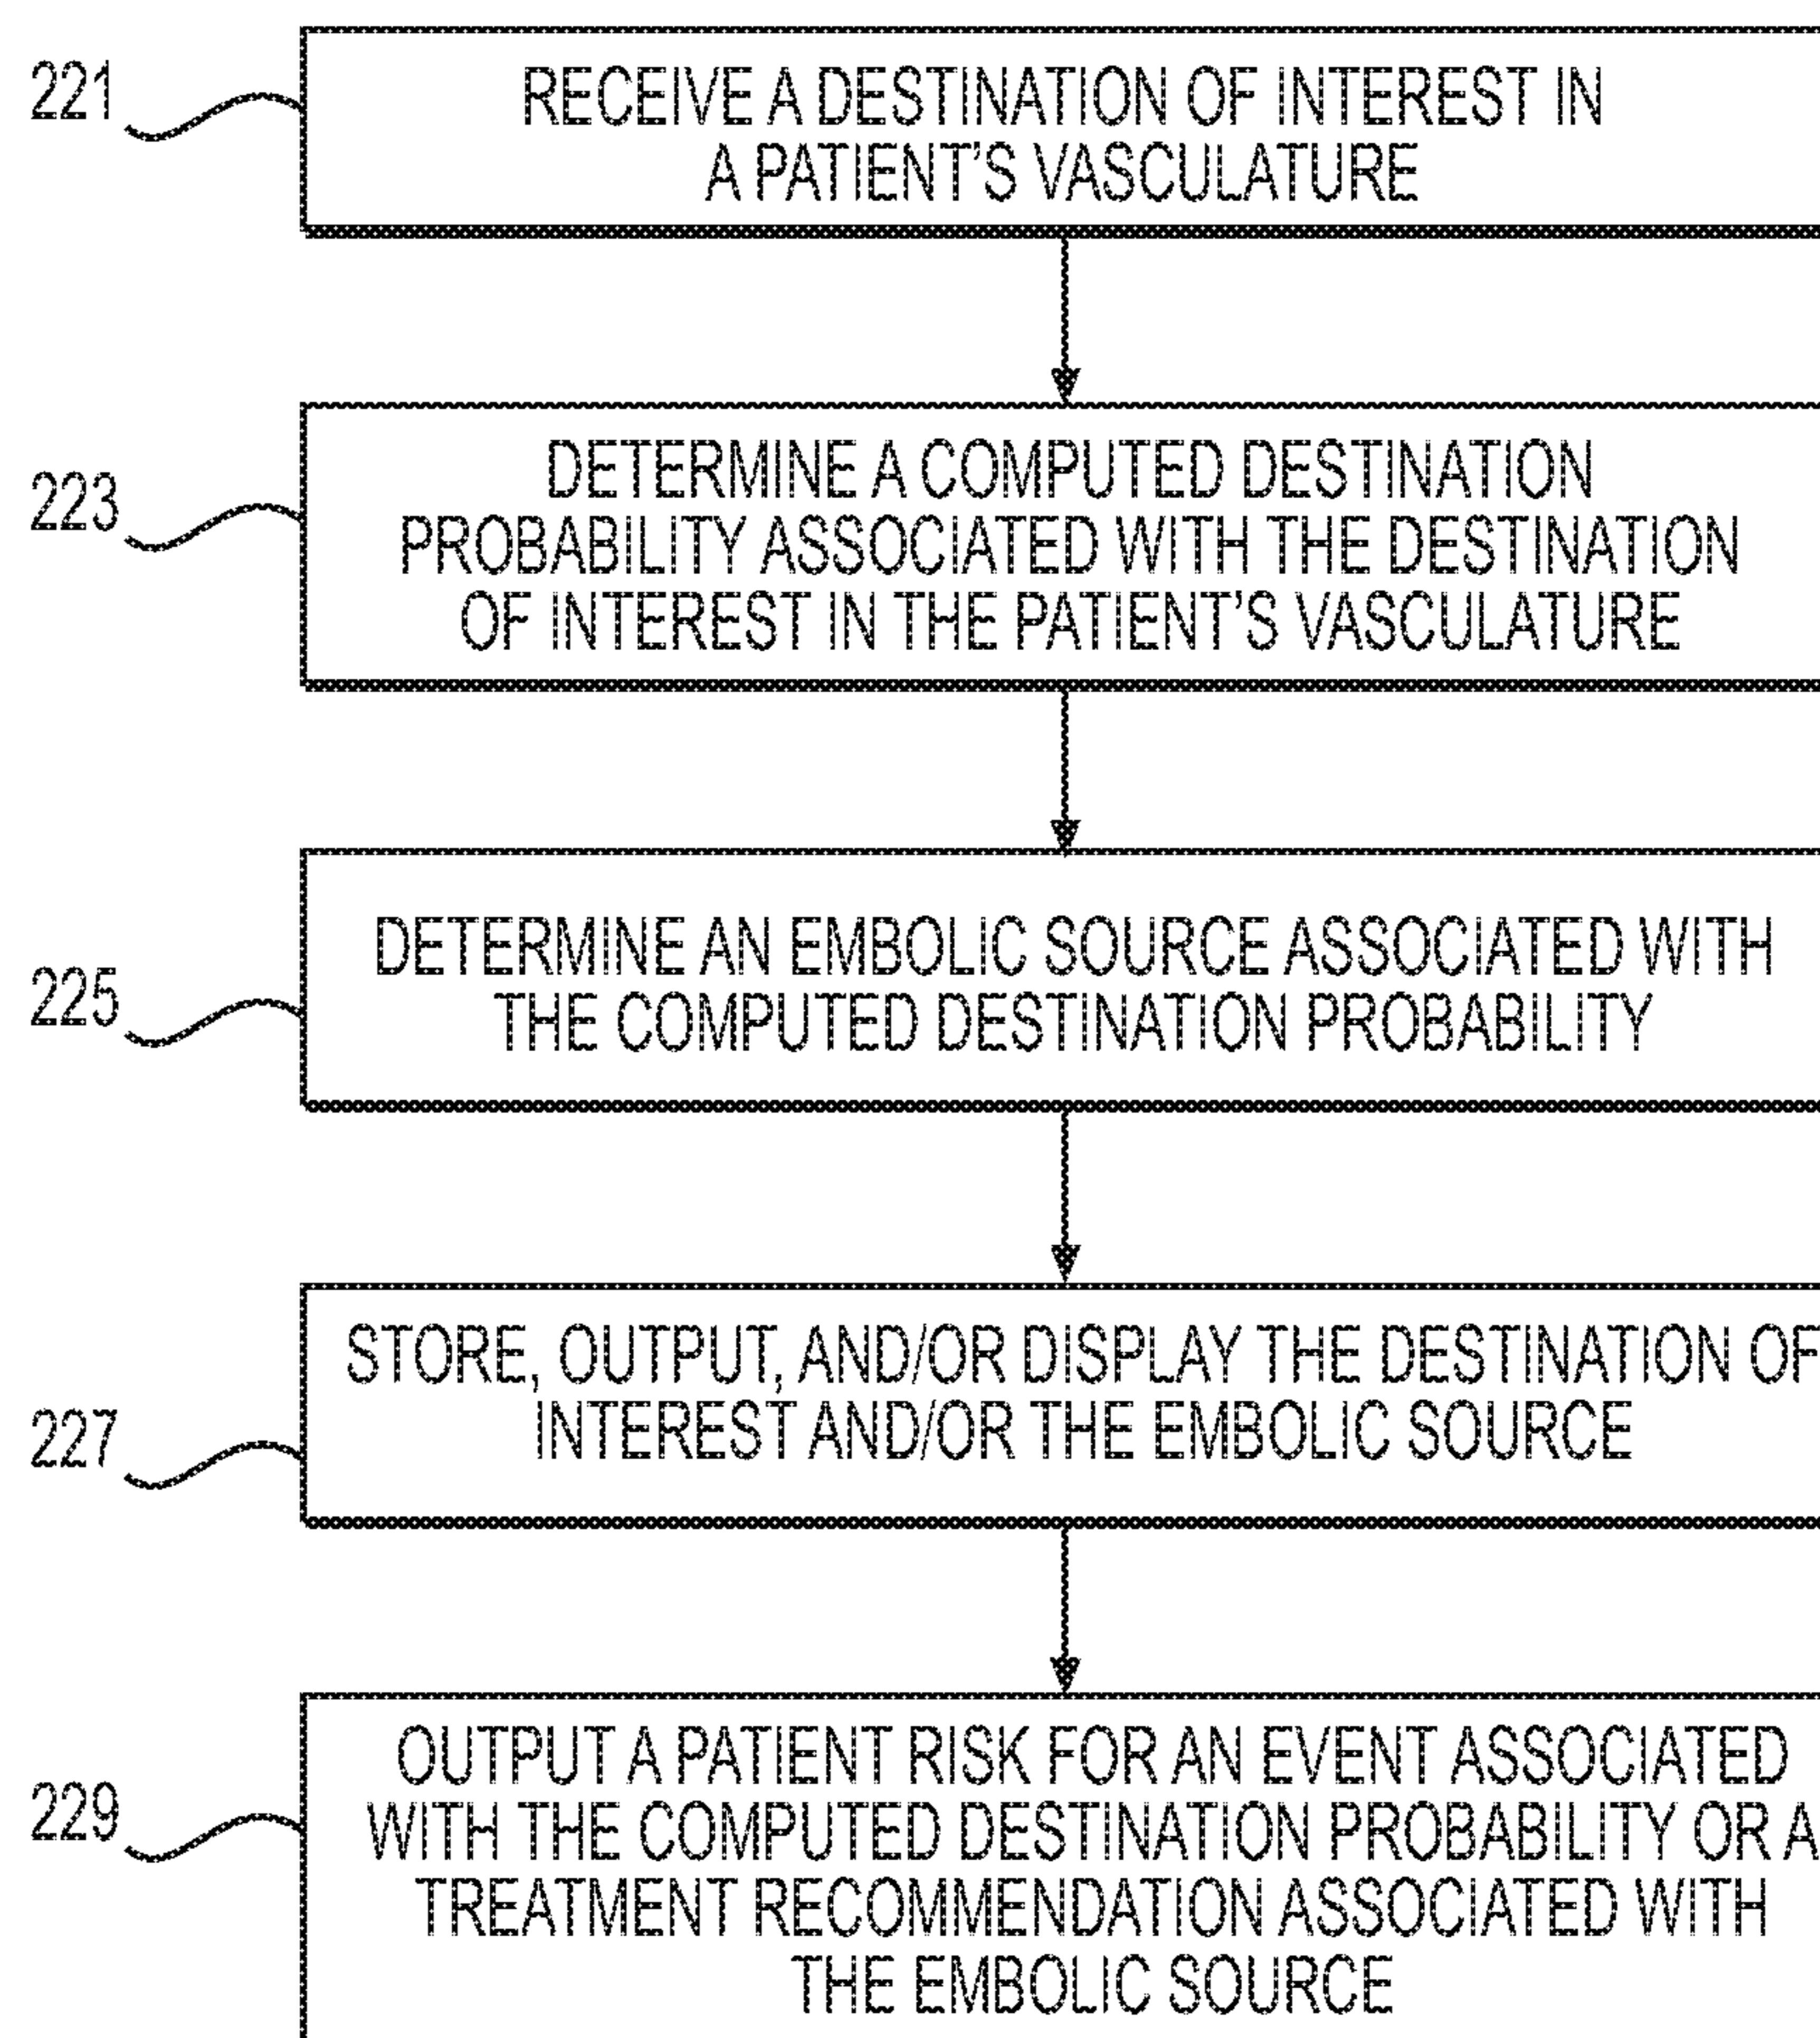 221
RECEIVE A DESTINATION OF INTEREST IN
A PATIENT'S VASCULATURE
223
DETERMINE A COMPUTED DESTINATION
PROBABILITY ASSOCIATED WITH THE DESTINATION
OF INTEREST IN THE PATIENT'S VASCULATURE
225
DETERMINE AN EMBOLIC SOURCE ASSOCIATED WITH
THE COMPUTED DESTINATION PROBABILITY
227
STORE, OUTPUT, AND/OR DISPLAY THE DESTINATION OF
INTEREST AND/OR THE EMBOLIC SOURCE
229
OUTPUT A PATIENT RISK FOR AN EVENT ASSOCIATED
WITH THE COMPUTED DESTINATION PROBABILITY OR A
TREATMENT RECOMMENDATION ASSOCIATED WITH
THE EMBOLIC SOURCE